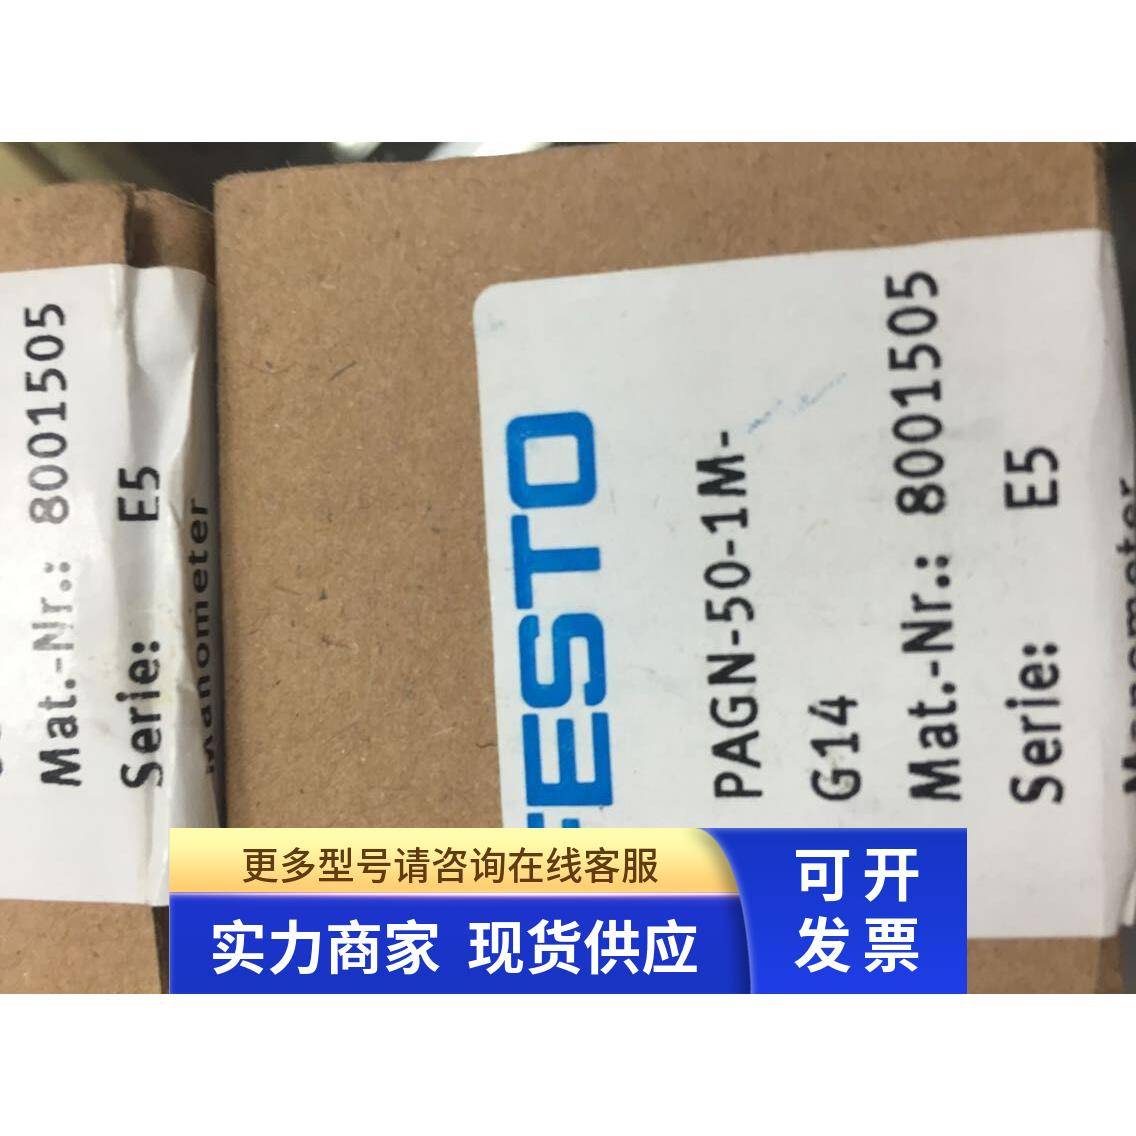 Mat.-Nr.: 8001505
Serie: E5
Manometer
FESTO
PAGN-50-1M-
G14
Mat.-Nr.: 8001505
Serie: E5
Manometer
更多型号请咨询在线客服
实力商家 现货供应
可开
发票